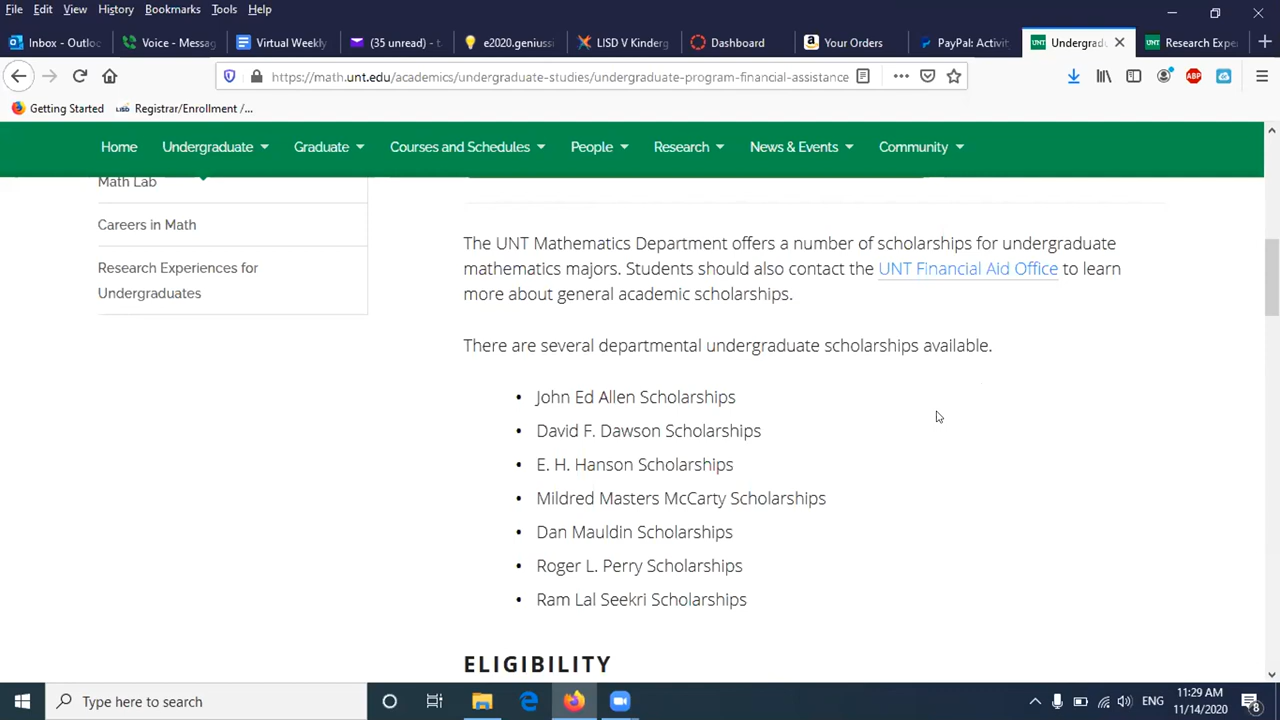 File Edit View History Bookmarks Tools Help
Inbox - Outloo
Voice - Messag
Virtual Weekly
(35 unread) - t
e2020.geniussi
LISD V Kinderg
Dashboard
Your Orders
PayPal: Activity
Undergradu
Research Expe
https://math.unt.edu/academics/undergraduate-studies/undergraduate-program-financial-assistance
ABP
Getting Started LISD Registrar/Enrollment /...
Home Undergraduate Graduate Courses and Schedules People Research News & Events Community
Math Lab
Careers in Math
Research Experiences for
Undergraduates
The UNT Mathematics Department offers a number of scholarships for undergraduate
mathematics majors. Students should also contact the UNT Financial Aid Office to learn
more about general academic scholarships.
There are several departmental undergraduate scholarships available.
• John Ed Allen Scholarships
• David F. Dawson Scholarships
• E. H. Hanson Scholarships
• Mildred Masters McCarty Scholarships
• Dan Mauldin Scholarships
• Roger L. Perry Scholarships
• Ram Lal Seekri Scholarships
ELIGIBILITY
Type here to search
ENG
11:29 AM
11/14/2020
8